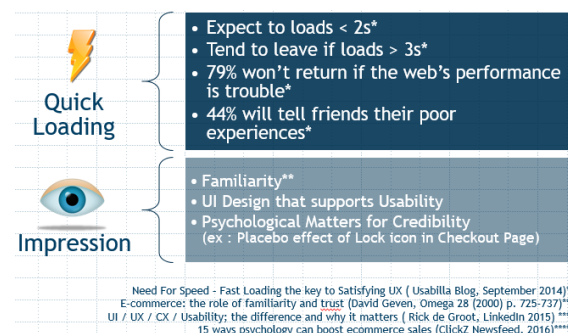 Quick
Loading
• Expect to loads < 2s*
• Tend to leave if loads > 3s*
• 79% won't return if the web's performance
is trouble*
• 44% will tell friends their poor
experiences*
Impression
• Familiarity**
• UI Design that supports Usability
• Psychological Matters for Credibility
(ex : Placebo effect of Lock icon in Checkout Page)
Need For Speed - Fast Loading the key to Satisfying UX ( Usabilla Blog, September 2014)*
E-commerce: the role of familiarity and trust (David Geven, Omega 28 (2000) p. 725-737)**
UI / UX / CX / Usability; the difference and why it matters ( Rick de Groot, LinkedIn 2015) ***
15 ways psychology can boost ecommerce sales (ClickZ Newsfeed, 2016)****